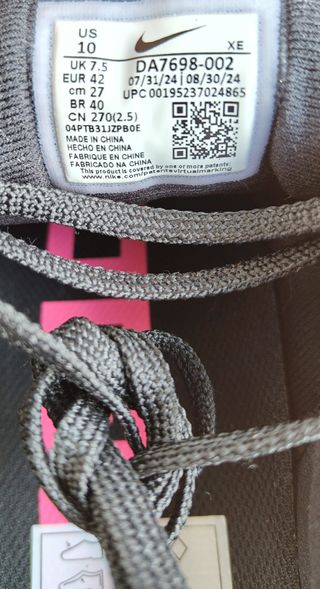 US
10
XE
UK 7.5
DA7698-002
EUR 42
07/31/24 08/30/24
cm 27
UPC 00195237024865
BR 40
CN 270(2.5)
04PTB31JZPB0E
MADE IN CHINA
HECHO EN CHINA
FABRIQUE EN CHINE
FABRICADO NA CHINA
This product is covered by one or more patents.
www.nike.com/patentsvirtualmarking